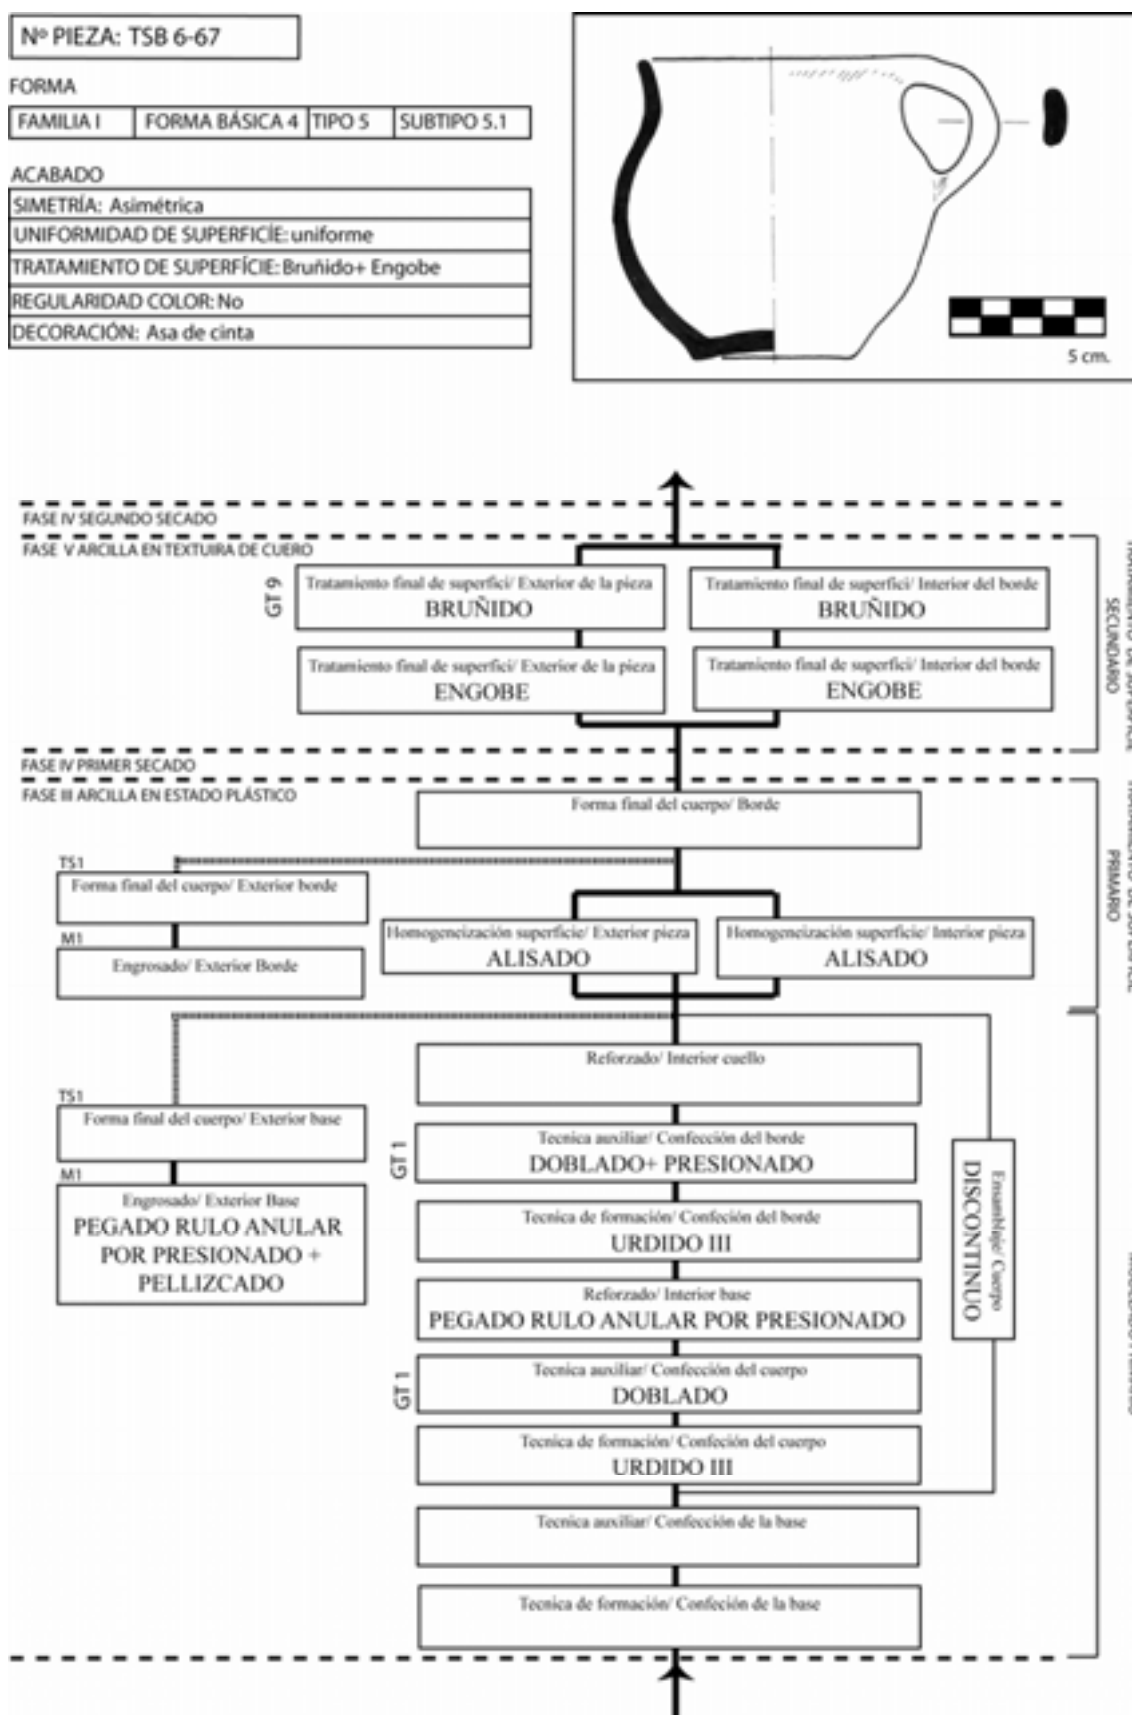 Nº PIEZA: TSB 6-67
FORMA
FAMILIA I FORMA BÁSICA 4 TIPO 5 SUBTIPO 5.1
ACABADO
SIMETRÍA: Asimétrica
UNIFORMIDAD DE SUPERFICÍE: uniforme
TRATAMIENTO DE SUPERFÍCIE: Bruñido+ Engobe
REGULARIDAD COLOR: No
DECORACIÓN: Asa de cinta
5 cm.
FASE IV SEGUNDO SECADO
FASE V ARCILLA EN TEXTUIRA DE CUERO
GT 9
Tratamiento final de superfici/ Exterior de la pieza
BRUÑIDO
Tratamiento final de superfici/ Interior del borde
BRUÑIDO
Tratamiento final de superfici/ Exterior de la pieza
ENGOBE
Tratamiento final de superfici/ Interior del borde
ENGOBE
SECUNDARIO
FASE IV PRIMER SECADO
FASE III ARCILLA EN ESTADO PLÁSTICO
Forma final del cuerpo/ Borde
TS1
Forma final del cuerpo/ Exterior borde
M1
Engrosado/ Exterior Borde
Homogeneización superficie/ Exterior pieza
ALISADO
Homogeneización superficie/ Interior pieza
ALISADO
PRIMARIO
Reforzado/ Interior cuello
TS1
Forma final del cuerpo/ Exterior base
M1
Engrosado/ Exterior Base
PEGADO RULO ANULAR
POR PRESIONADO +
PELLIZCADO
GT 1
Tecnica auxiliar/ Confección del borde
DOBLADO+ PRESIONADO
Tecnica de formación/ Confeción del borde
URDIDO III
Reforzado/ Interior base
PEGADO RULO ANULAR POR PRESIONADO
GT 1
Tecnica auxiliar/ Confección del cuerpo
DOBLADO
Tecnica de formación/ Confeción del cuerpo
URDIDO III
Ensamblaje/ Cuerpo
DISCONTINUO
Tecnica auxiliar/ Confección de la base
Tecnica de formación/ Confeción de la base